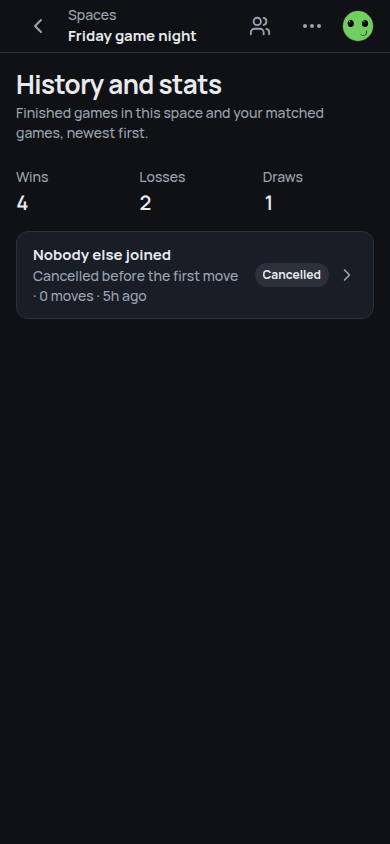 Spaces
Friday game night
History and stats
Finished games in this space and your matched
games, newest first.
Wins
Losses
Draws
4
2
1
Nobody else joined
Cancelled before the first move
· 0 moves · 5h ago
Cancelled